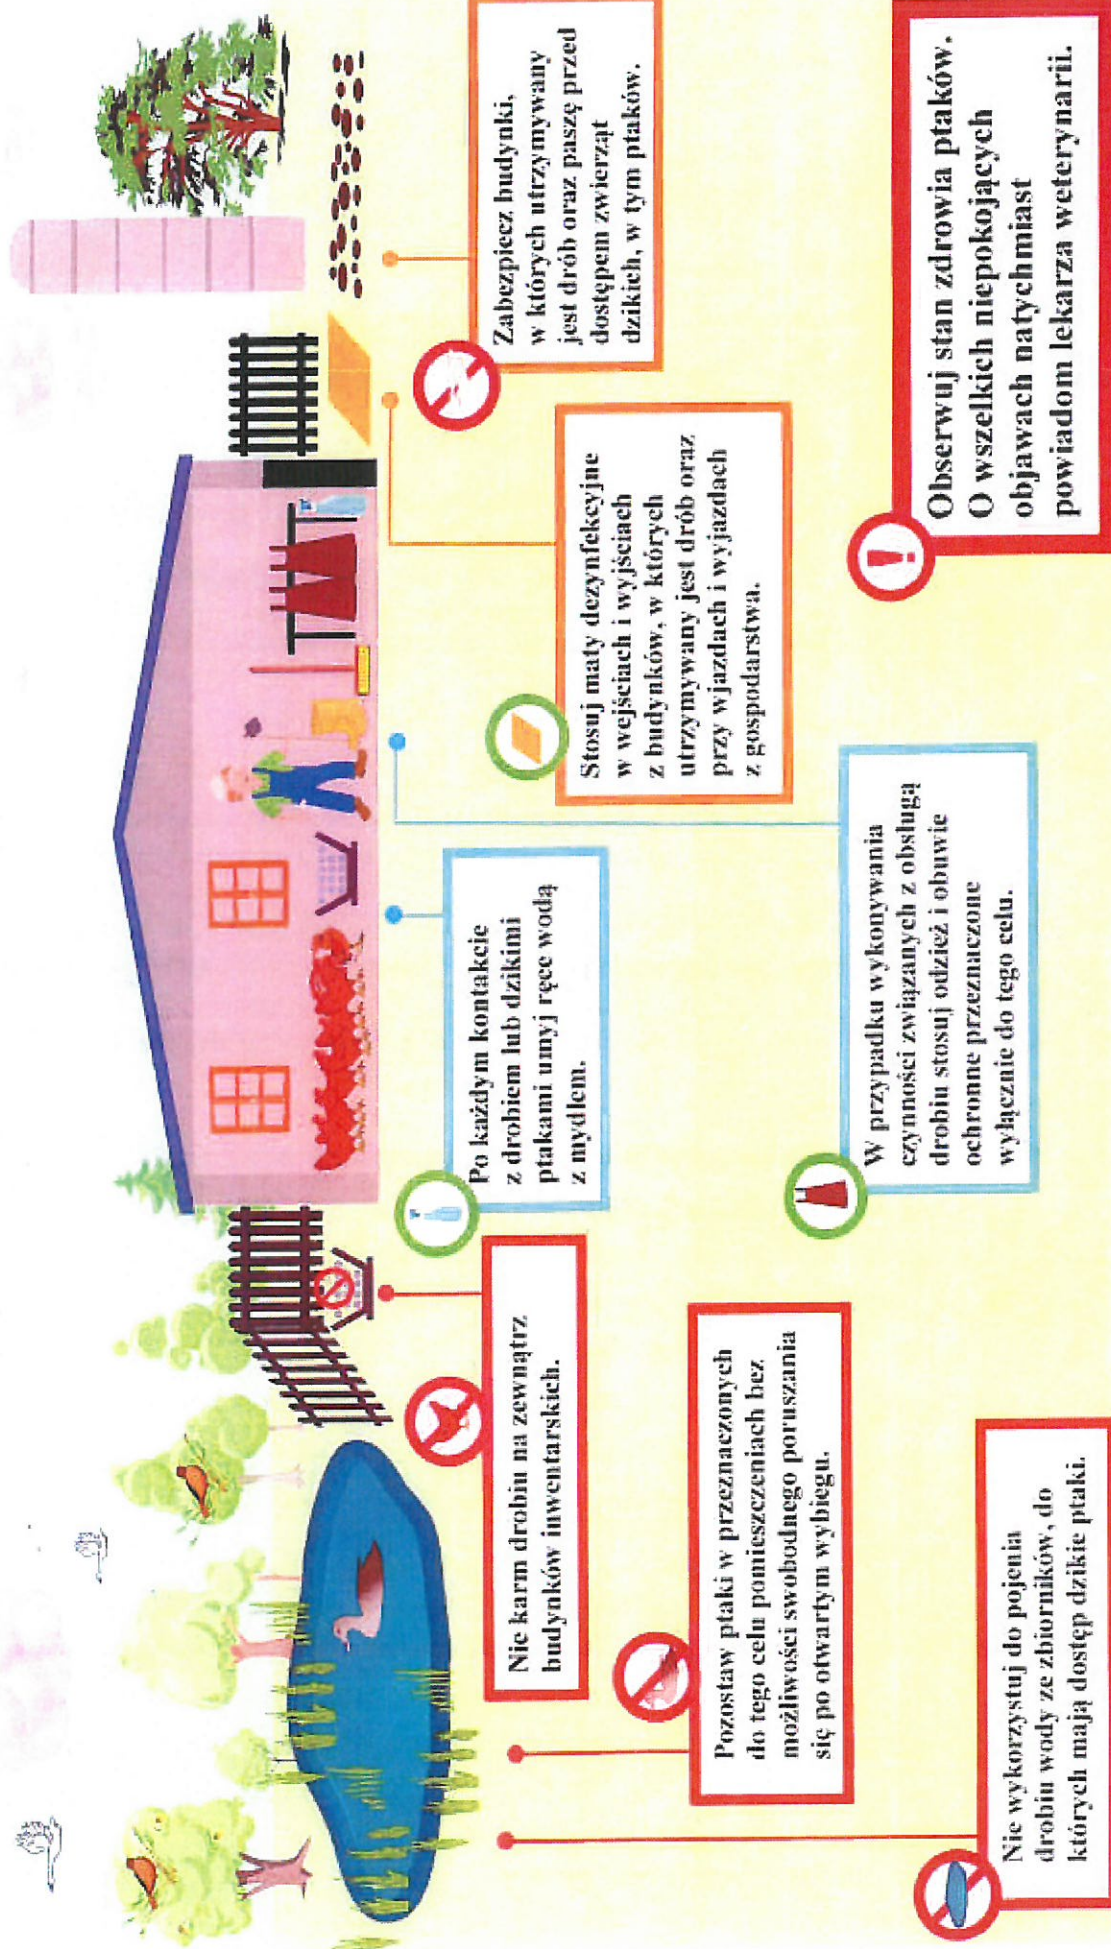 Nie karm drobiu na zewnątrz
budynków inwentarskich.
Pozostaw ptaki w przeznaczonych
do tego celu pomieszczeniach bez
możliwości swobodnego poruszania
się po otwartym wybiegu.
Nie wykorzystuj do pojenia
drobiu wody ze zbiorników, do
których mają dostęp dzikie ptaki.
Po każdym kontakcie
z drobiem lub dzikimi
ptakami umyj ręce wodą
z mydłem.
W przypadku wykonywania
czynności związanych z obsługą
drobiu stosuj odzież i obuwie
ochronne przeznaczone
wyłącznie do tego celu.
Stosuj maty dezynfekcyjne
w wejściach i wyjściach
z budynków, w których
utrzymywany jest drób oraz
przy wjazdach i wyjazdach
z gospodarstwa.
Zabezpiecz budynki,
w których utrzymywany
jest drób oraz paszę przed
dostępem zwierząt
dzikich, w tym ptaków.
Obserwuj stan zdrowia ptaków.
O wszelkich niepokojących
objawach natychmiast
powiadom lekarza weterynarii.